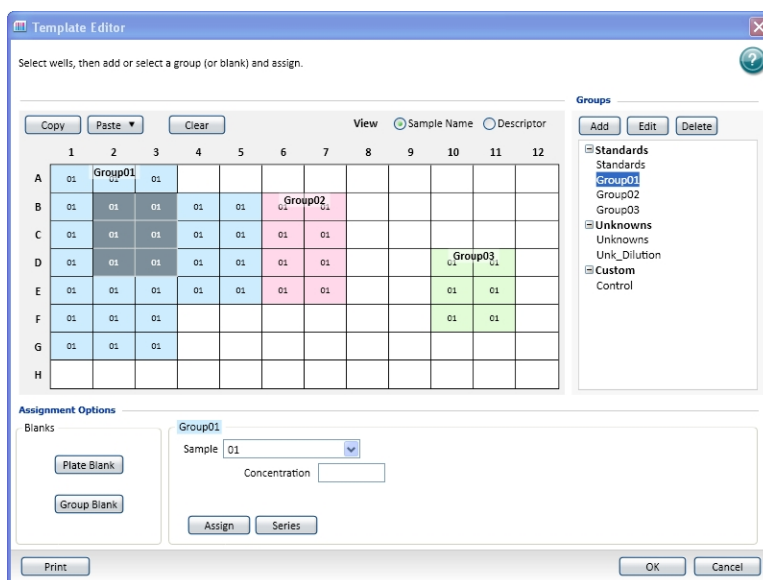 Template Editor
Select wells, then add or select a group (or blank) and assign.
Groups
Copy Paste Clear View Sample Name Descriptor
Add Edit Delete
1 2 3 4 5 6 7 8 9 10 11 12
Standards
Standards
Group01
Group02
Group03
Unknowns
Unknowns
Unk_Dilution
Custom
Control
A 01 Group01 01 01
B 01 01 01 01 01 Group02 01 01
C 01 01 01 01 01 01 01
D 01 01 01 01 01 01 01 Group03 01 01
E 01 01 01 01 01 01 01 01 01
F 01 01 01 01 01
G 01 01 01
H
Assignment Options
Blanks
Plate Blank
Group Blank
Group01
Sample 01
Concentration
Assign Series
Print OK Cancel